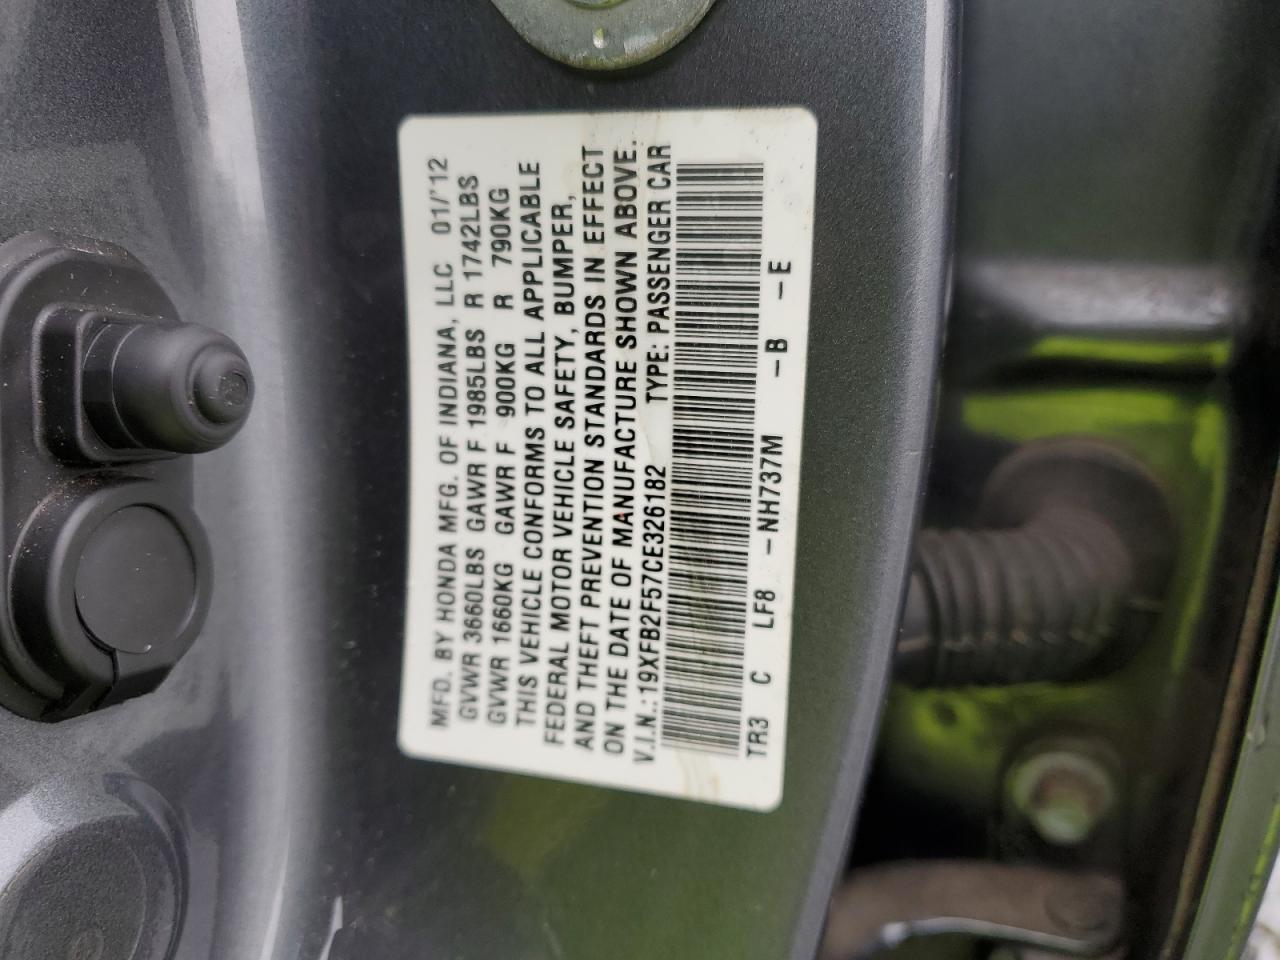 MFD. BY HONDA MFG. OF INDIANA, LLC 01/'12
GVWR 3660LBS GAWR F 1985LBS R 1742LBS
GVWR 1660KG GAWR F 900KG R 790KG
THIS VEHICLE CONFORMS TO ALL APPLICABLE
FEDERAL MOTOR VEHICLE SAFETY, BUMPER,
AND THEFT PREVENTION STANDARDS IN EFFECT
ON THE DATE OF MANUFACTURE SHOWN ABOVE.
V.I.N.: 19XFB2F57CE326182 TYPE: PASSENGER CAR
TR3 C LF8 -NH737M -B -E